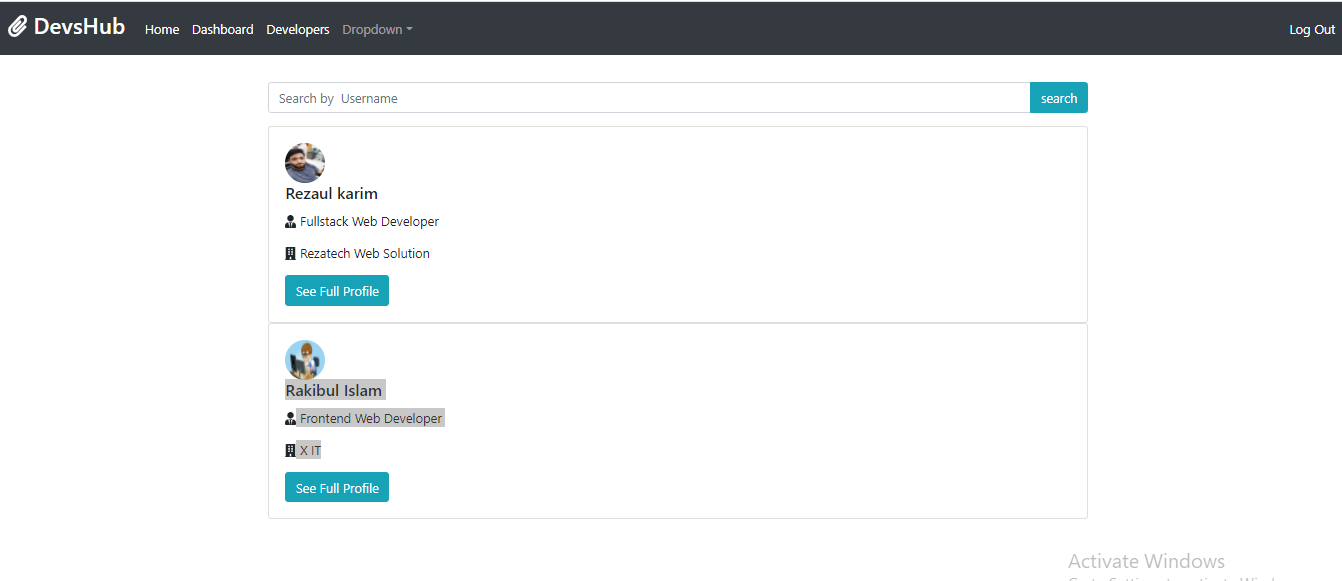 DevsHub Home Dashboard Developers Dropdown Log Out
Search by Username search
Rezaul karim
Fullstack Web Developer
Rezatech Web Solution
See Full Profile
Rakibul Islam
Frontend Web Developer
X IT
See Full Profile
Activate Windows